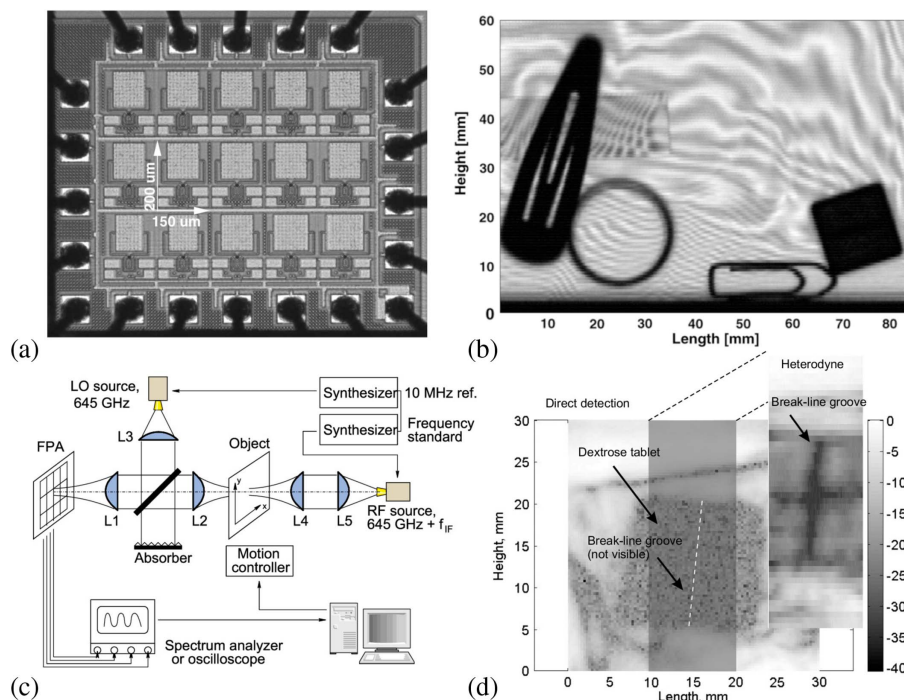 200 um
150 um
(a)
60
50
40
30
20
10
0
Height [mm]
10 20 30 40 50 60 70 80
Length [mm]
(b)
LO source,
645 GHz
Synthesizer
10 MHz ref.
Synthesizer
Frequency
standard
FPA
L3
Object
y
x
L1
L2
L4
L5
RF source,
645 GHz + fIF
Absorber
Motion
controller
Spectrum analyzer
or oscilloscope
(c)
Heterodyne
Direct detection
Break-line groove
Dextrose tablet
Break-line groove
(not visible)
30
25
20
15
10
5
0
Height, mm
0 5 10 15 20 25 30
Length, mm
0
-5
-10
-15
-20
-25
-30
-35
-40
(d)